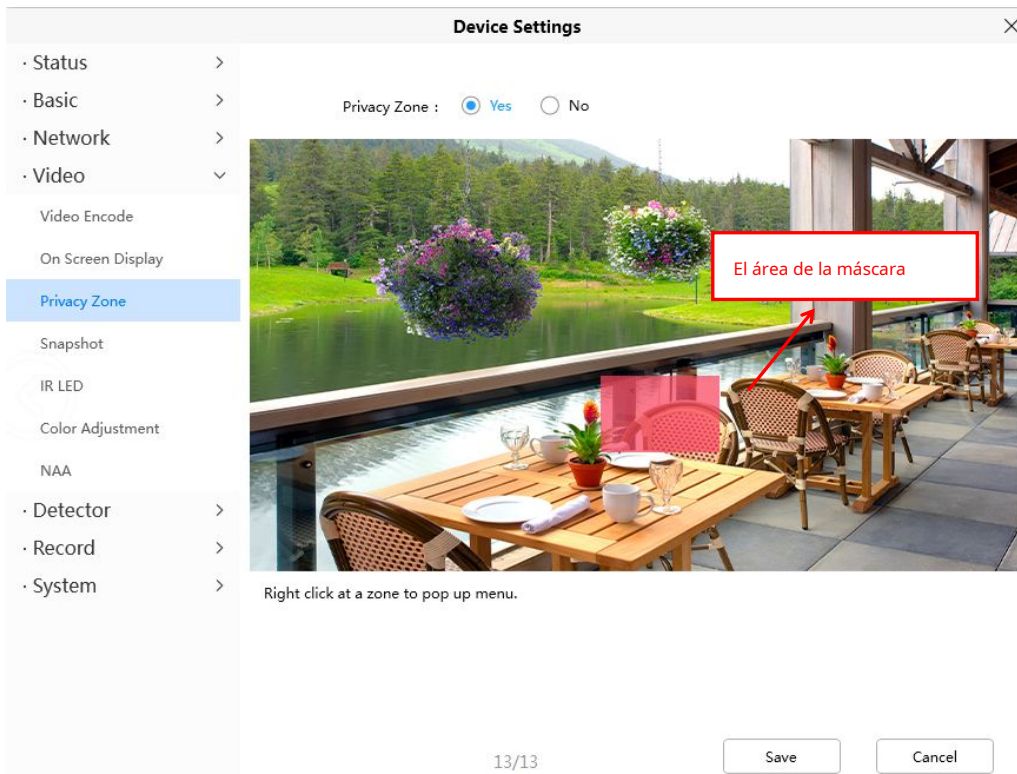 Device Settings
· Status
· Basic
· Network
· Video
Video Encode
On Screen Display
Privacy Zone
Snapshot
IR LED
Color Adjustment
NAA
· Detector
· Record
· System
Privacy Zone : Yes No
El área de la máscara
Right click at a zone to pop up menu.
13/13
Save Cancel